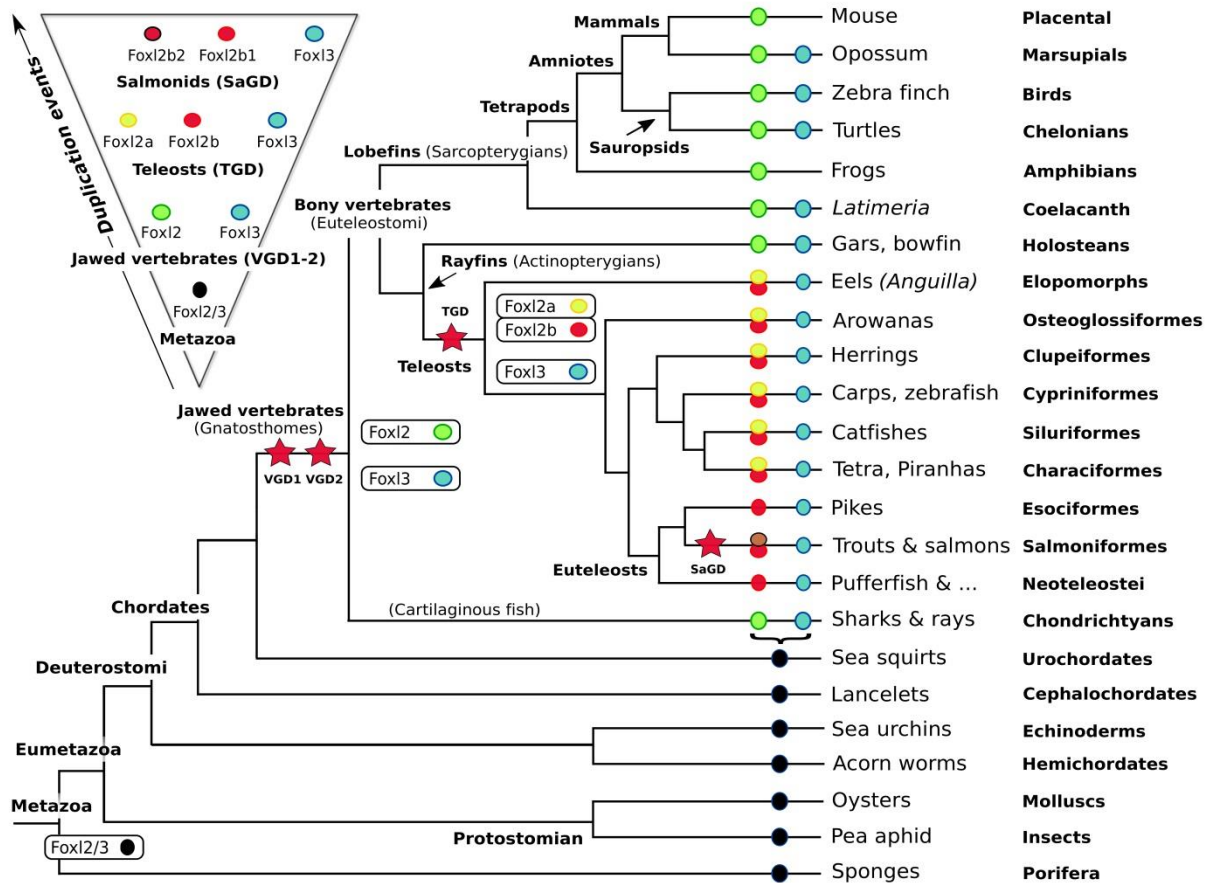 Duplication events
Foxl2b2 Foxl2b1 Foxl3
Salmonids (SaGD)
Foxl2a Foxl2b Foxl3
Teleosts (TGD)
Foxl2 Foxl3
Jawed vertebrates (VGD1-2)
Foxl2/3
Metazoa
Mammals
Amniotes
Tetrapods
Sauropsids
Lobefins (Sarcopterygians)
Bony vertebrates
(Euteleostomi)
Rayfins (Actinopterygians)
TGD
Teleosts
Foxl2a
Foxl2b
Foxl3
Jawed vertebrates
(Gnatosthomes)
VGD1 VGD2
Foxl2
Foxl3
Euteleosts
SaGD
(Cartilaginous fish)
Chordates
Deuterostomi
Eumetazoa
Metazoa
Foxl2/3
Protostomian
Mouse Placental
Opossum Marsupials
Zebra finch Birds
Turtles Chelonians
Frogs Amphibians
Latimeria Coelacanth
Gars, bowfin Holosteans
Eels (Anguilla) Elopomorphs
Arowanas Osteoglossiformes
Herrings Clupeiformes
Carps, zebrafish Cypriniformes
Catfishes Siluriformes
Tetra, Piranhas Characiformes
Pikes Esociformes
Trouts & salmons Salmoniformes
Pufferfish & ... Neoteleostei
Sharks & rays Chondrichtyans
Sea squirts Urochordates
Lancelets Cephalochordates
Sea urchins Echinoderms
Acorn worms Hemichordates
Oysters Molluscs
Pea aphid Insects
Sponges Porifera